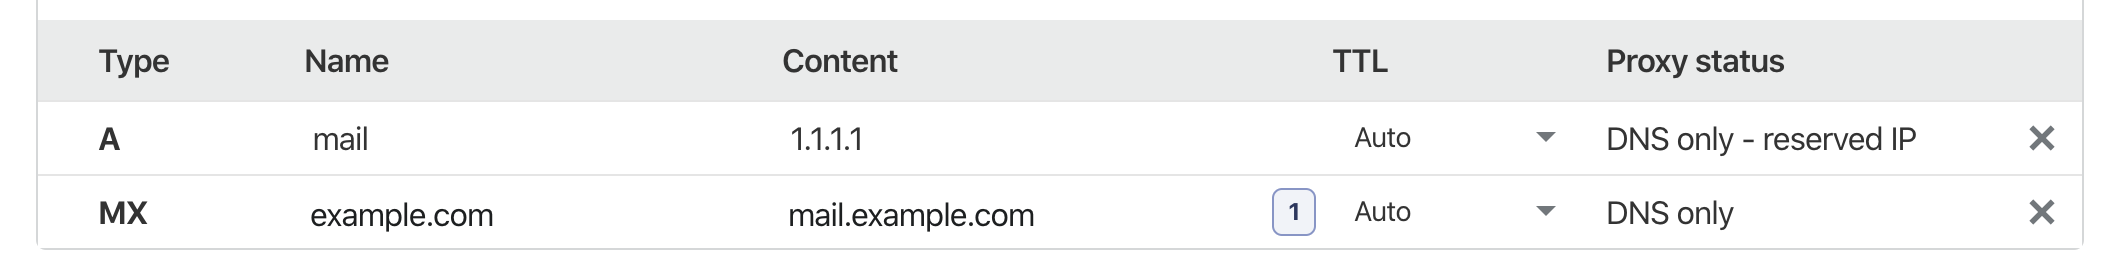 Type Name Content TTL Proxy status
A mail 1.1.1.1 Auto DNS only - reserved IP
MX example.com mail.example.com 1 Auto DNS only